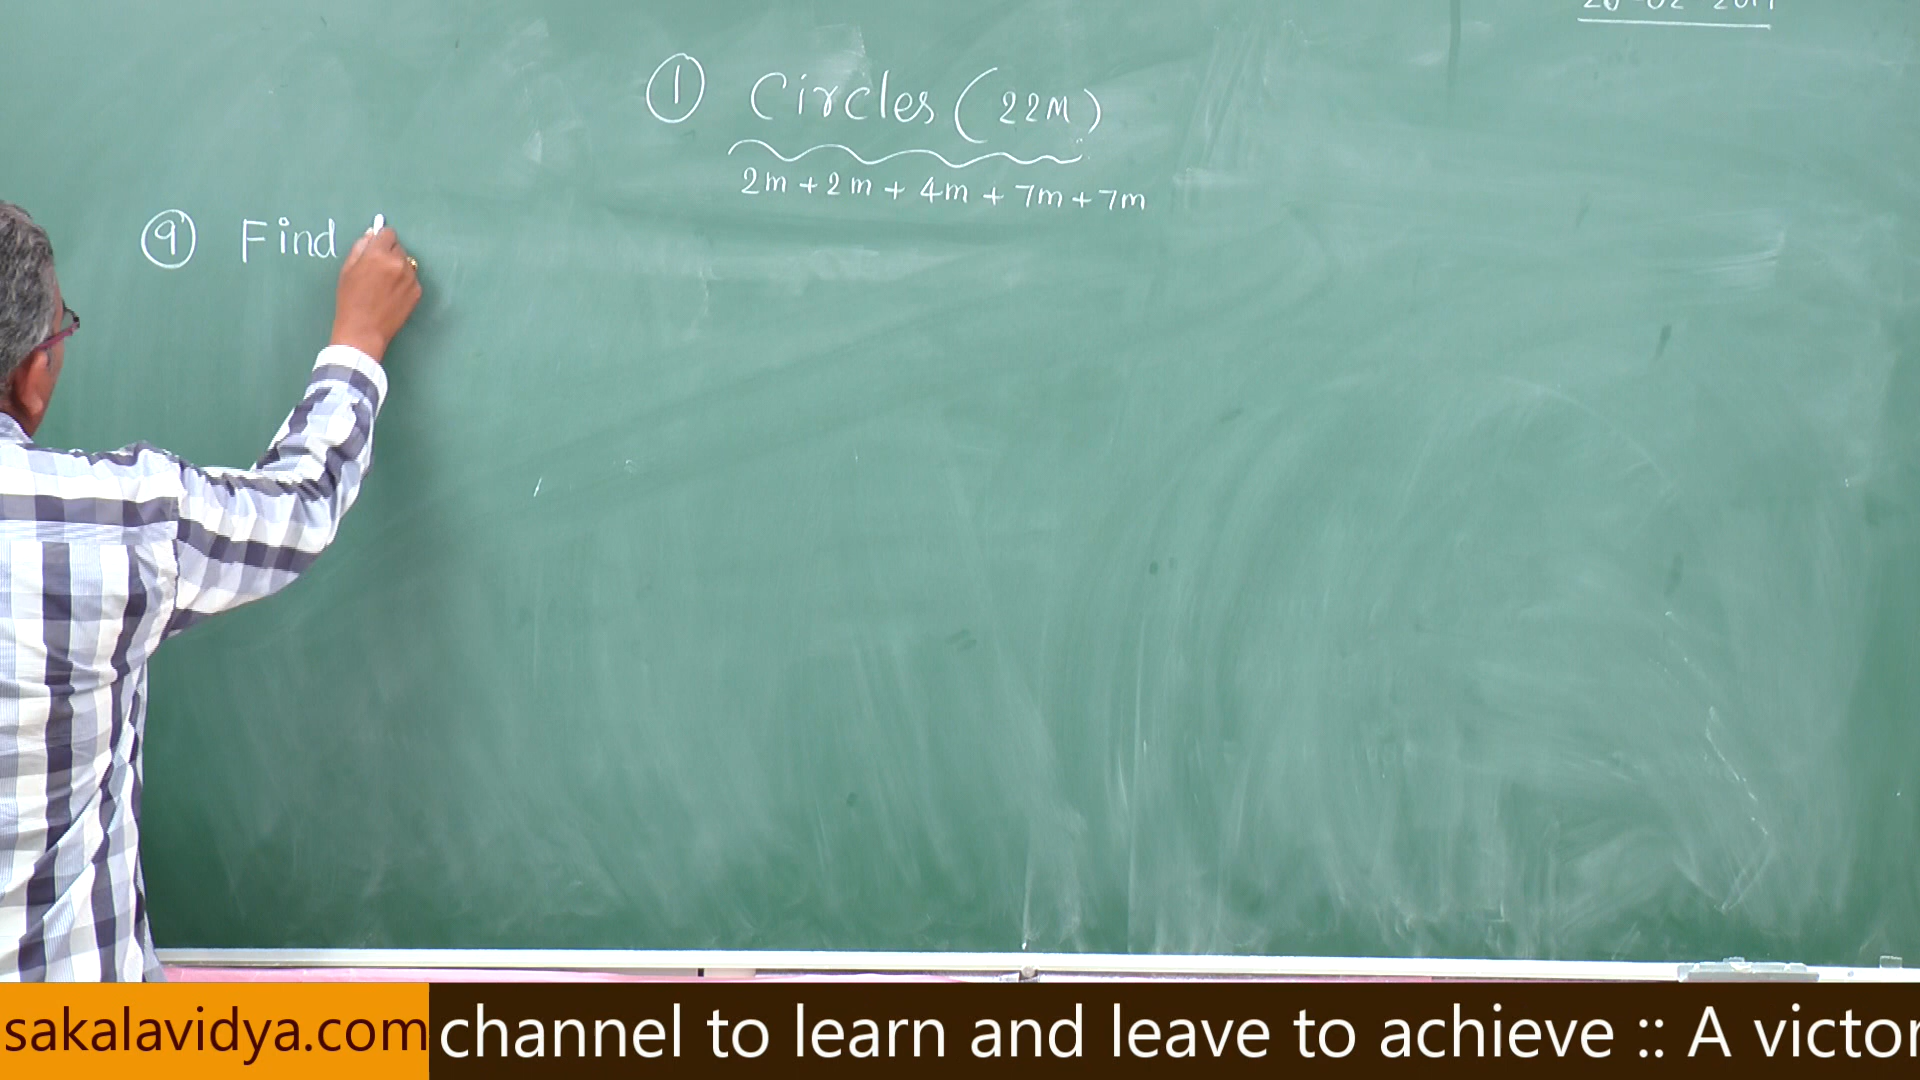 ① Circles (22M)
2m + 2m + 4m + 7m + 7m
⑨ Find
sakalavidya.com channel to learn and leave to achieve :: A victor